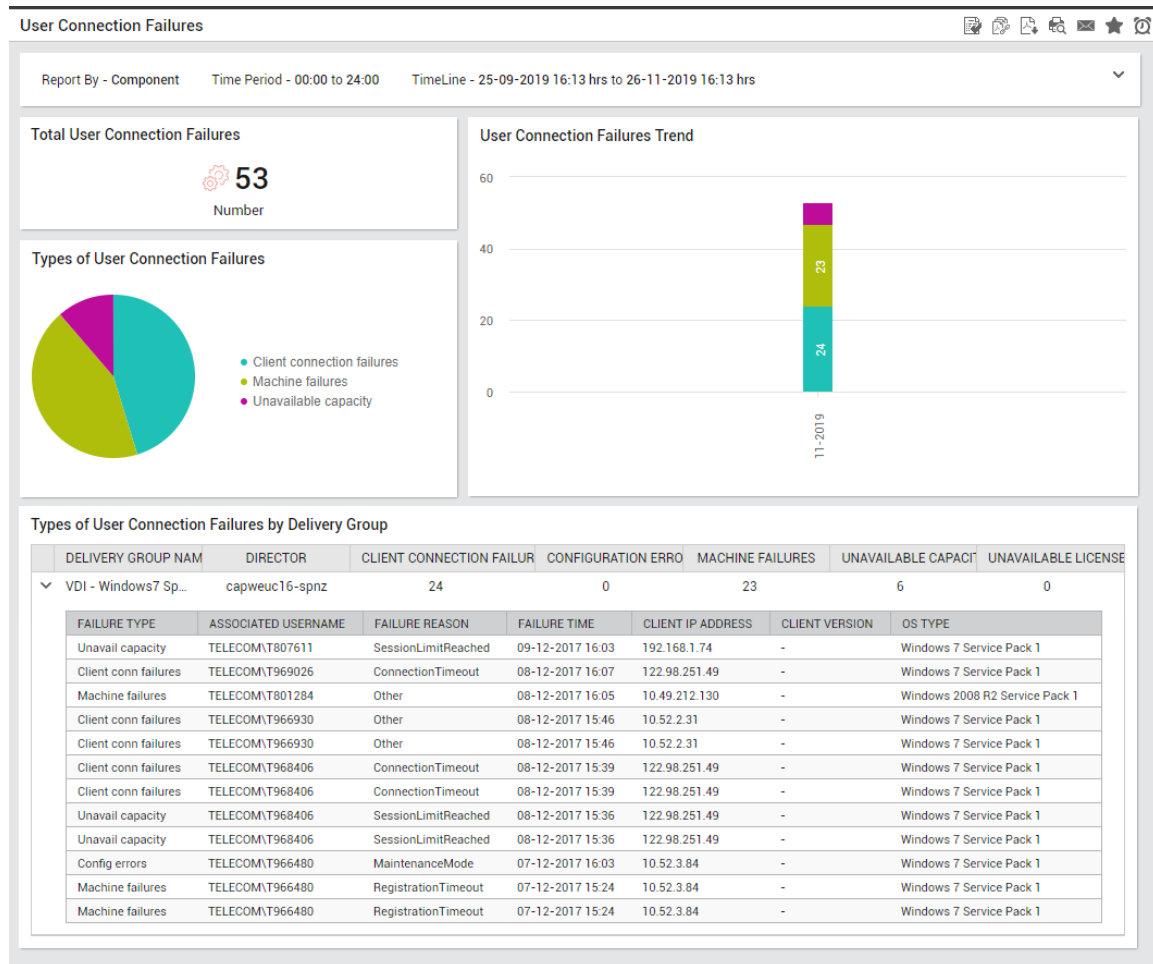 User Connection Failures
Report By - Component Time Period - 00:00 to 24:00 TimeLine - 25-09-2019 16:13 hrs to 26-11-2019 16:13 hrs
Total User Connection Failures
53
Number
Types of User Connection Failures
Client connection failures
Machine failures
Unavailable capacity
User Connection Failures Trend
60
40
20
0
23
24
11-2019
Types of User Connection Failures by Delivery Group
DELIVERY GROUP NAM DIRECTOR CLIENT CONNECTION FAILUR CONFIGURATION ERRO MACHINE FAILURES UNAVAILABLE CAPACIT UNAVAILABLE LICENSE
VDI - Windows7 Sp... capweuc16-spnz 24 0 23 6 0
FAILURE TYPE ASSOCIATED USERNAME FAILURE REASON FAILURE TIME CLIENT IP ADDRESS CLIENT VERSION OS TYPE
Unavail capacity TELECOM\T807611 SessionLimitReached 09-12-2017 16:03 192.168.1.74 - Windows 7 Service Pack 1
Client conn failures TELECOM\T969026 ConnectionTimeout 08-12-2017 16:07 122.98.251.49 - Windows 7 Service Pack 1
Machine failures TELECOM\T801284 Other 08-12-2017 16:05 10.49.212.130 - Windows 2008 R2 Service Pack 1
Client conn failures TELECOM\T966930 Other 08-12-2017 15:46 10.52.2.31 - Windows 7 Service Pack 1
Client conn failures TELECOM\T966930 Other 08-12-2017 15:46 10.52.2.31 - Windows 7 Service Pack 1
Client conn failures TELECOM\T968406 ConnectionTimeout 08-12-2017 15:39 122.98.251.49 - Windows 7 Service Pack 1
Client conn failures TELECOM\T968406 ConnectionTimeout 08-12-2017 15:39 122.98.251.49 - Windows 7 Service Pack 1
Unavail capacity TELECOM\T968406 SessionLimitReached 08-12-2017 15:36 122.98.251.49 - Windows 7 Service Pack 1
Unavail capacity TELECOM\T968406 SessionLimitReached 08-12-2017 15:36 122.98.251.49 - Windows 7 Service Pack 1
Config errors TELECOM\T966480 MaintenanceMode 07-12-2017 16:03 10.52.3.84 - Windows 7 Service Pack 1
Machine failures TELECOM\T966480 RegistrationTimeout 07-12-2017 15:24 10.52.3.84 - Windows 7 Service Pack 1
Machine failures TELECOM\T966480 RegistrationTimeout 07-12-2017 15:24 10.52.3.84 - Windows 7 Service Pack 1